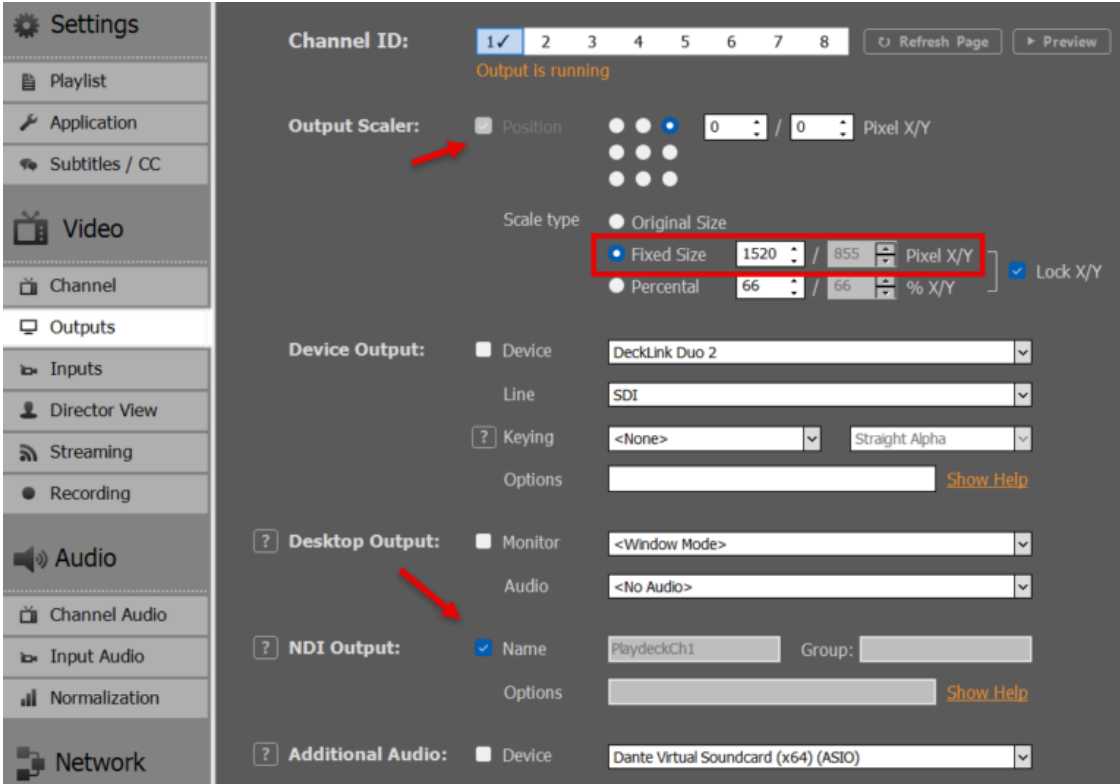 Settings
Playlist
Application
Subtitles / CC
Video
Channel
Outputs
Inputs
Director View
Streaming
Recording
Audio
Channel Audio
Input Audio
Normalization
Network
Channel ID: 1✓ 2 3 4 5 6 7 8 Refresh Page Preview
Output is running
Output Scaler: Position 0 / 0 Pixel X/Y
Scale type Original Size
Fixed Size 1520 / 855 Pixel X/Y
Lock X/Y
Percental 66 / 66 % X/Y
Device Output: Device DeckLink Duo 2
Line SDI
? Keying <None> Straight Alpha
Options Show Help
? Desktop Output: Monitor <Window Mode>
Audio <No Audio>
? NDI Output: Name PlaydeckCh1 Group:
Options Show Help
? Additional Audio: Device Dante Virtual Soundcard (x64) (ASIO)